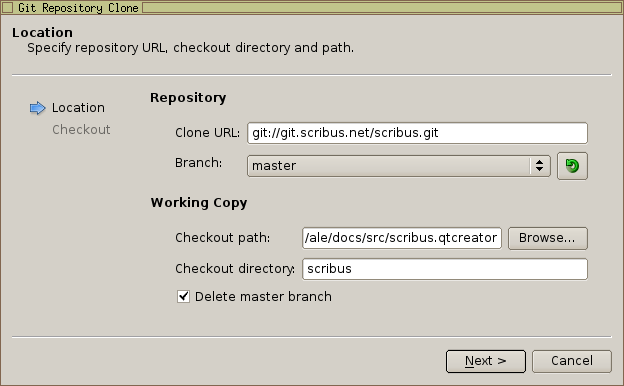 Git Repository Clone
Location
Specify repository URL, checkout directory and path.
Location
Checkout
Repository
Clone URL: git://git.scribus.net/scribus.git
Branch: master
Working Copy
Checkout path: /ale/docs/src/scribus.qtcreator Browse...
Checkout directory: scribus
Delete master branch
Next > Cancel